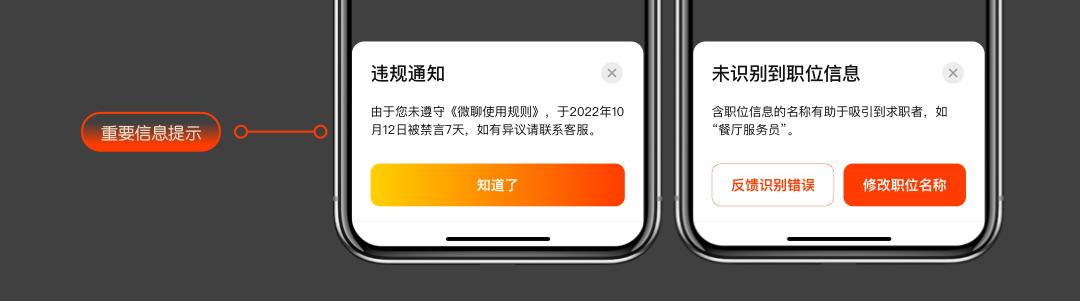 重要信息提示
违规通知
由于您未遵守《微聊使用规则》，于2022年10
月12日被禁言7天，如有异议请联系客服。
知道了
未识别到职位信息
含职位信息的名称有助于吸引到求职者，如
“餐厅服务员”。
反馈识别错误
修改职位名称